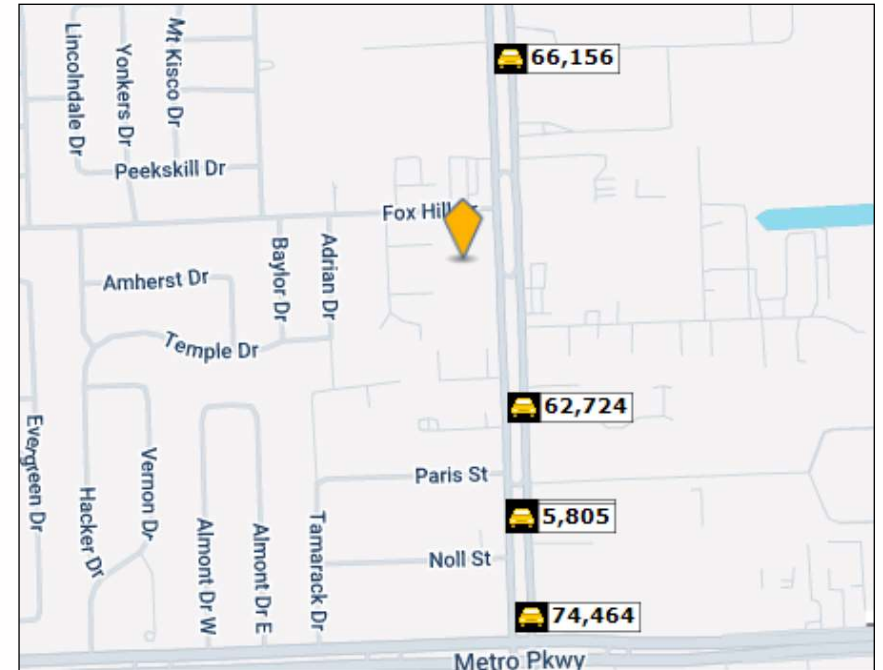 Lincolndale Dr
Yonkers Dr
Mt Kisco Dr
66,156
Peekskill Dr
Fox Hill
Amherst Dr
Baylor Dr
Adrian Dr
Temple Dr
62,724
Evergreen Dr
Vernon Dr
Hacker Dr
Paris St
5,805
Almont Dr W
Almont Dr E
Tamarack Dr
Noll St
74,464
Metro Pkwy